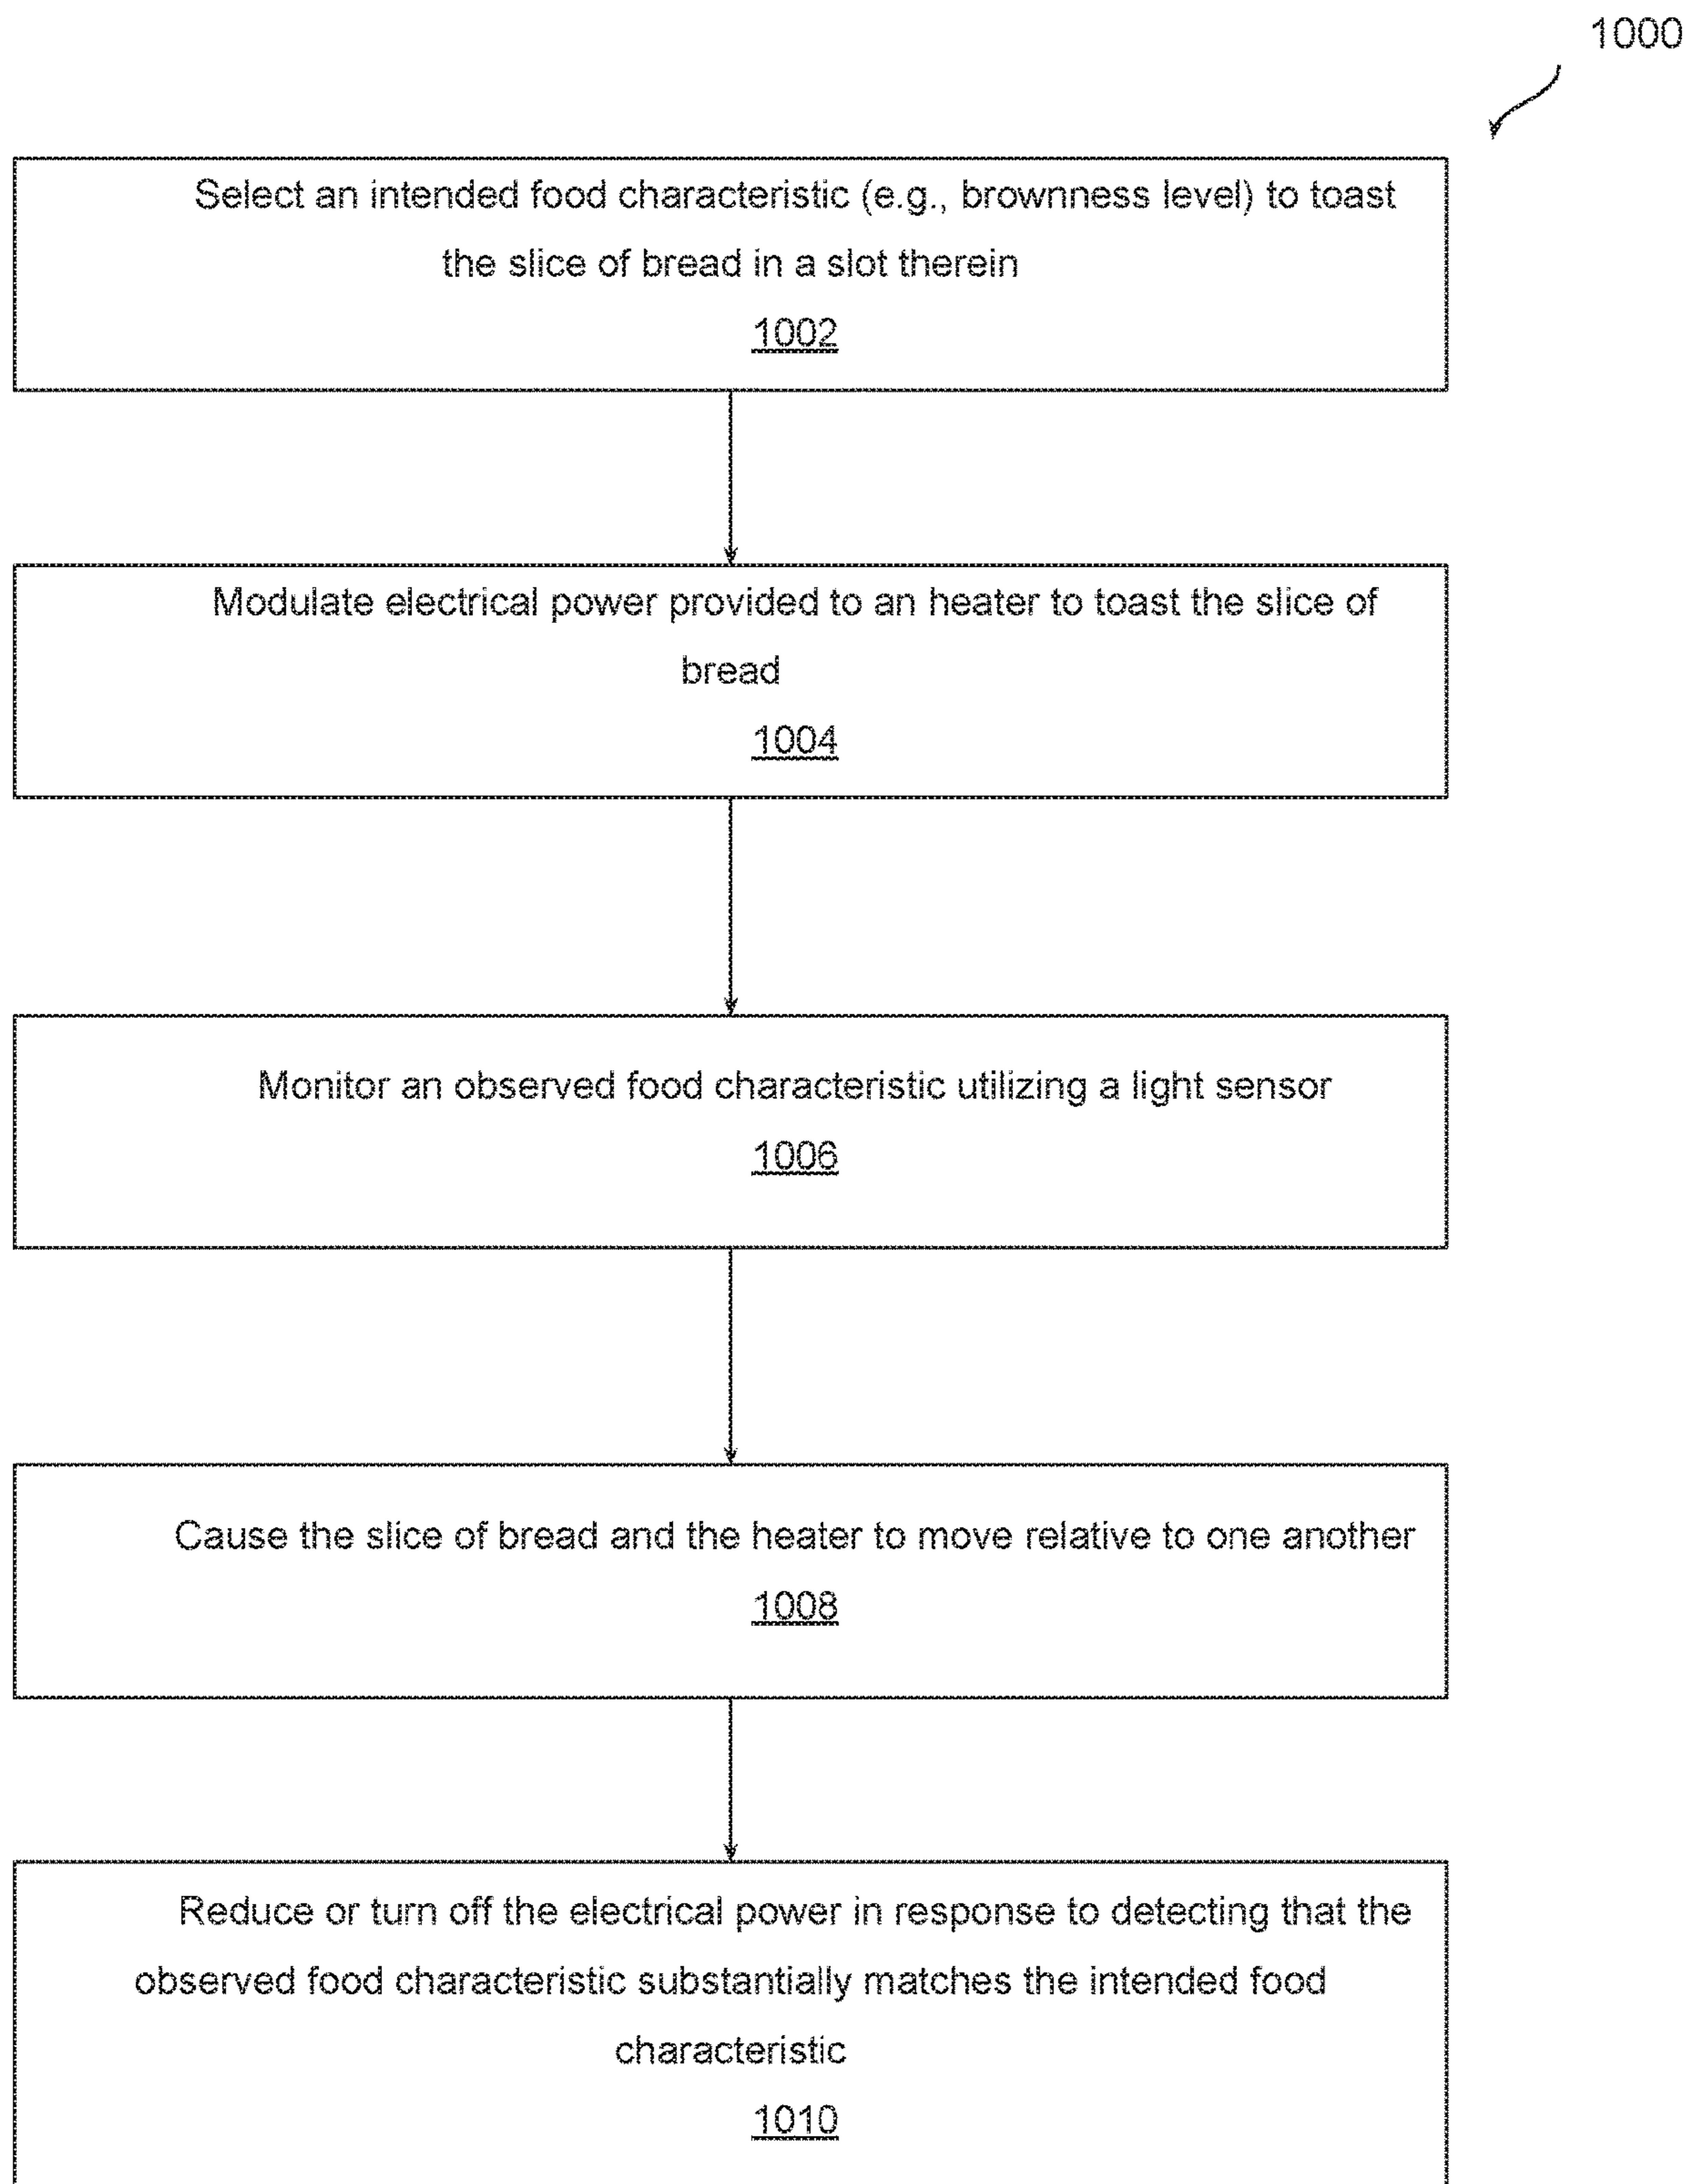 1000
Select an intended food characteristic (e.g., brownness level) to toast
the slice of bread in a slot therein
1002
Modulate electrical power provided to an heater to toast the slice of
bread
1004
Monitor an observed food characteristic utilizing a light sensor
1006
Cause the slice of bread and the heater to move relative to one another
1008
Reduce or turn off the electrical power in response to detecting that the
observed food characteristic substantially matches the intended food
characteristic
1010